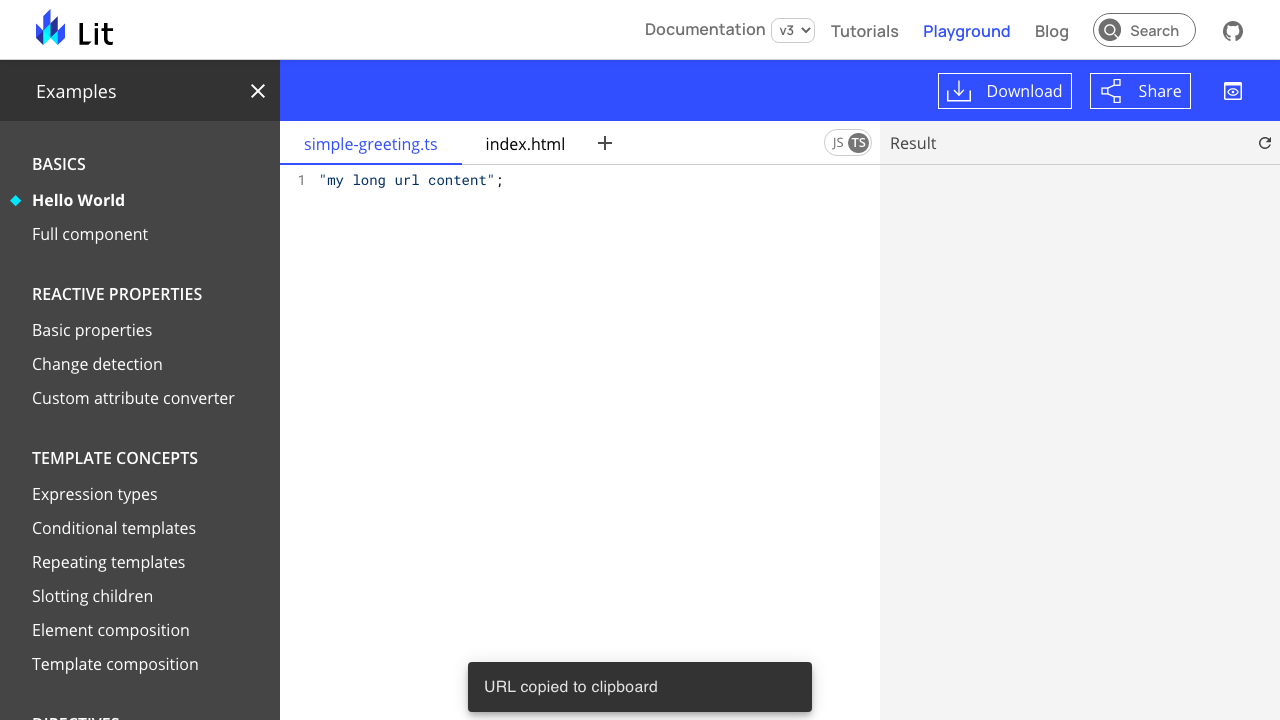 Lit
Documentation v3 Tutorials Playground Blog Search
Examples
Download Share
simple-greeting.ts index.html JS TS Result
1 "my long url content";
BASICS
Hello World
Full component
REACTIVE PROPERTIES
Basic properties
Change detection
Custom attribute converter
TEMPLATE CONCEPTS
Expression types
Conditional templates
Repeating templates
Slotting children
Element composition
Template composition
DIRECTIVES
URL copied to clipboard